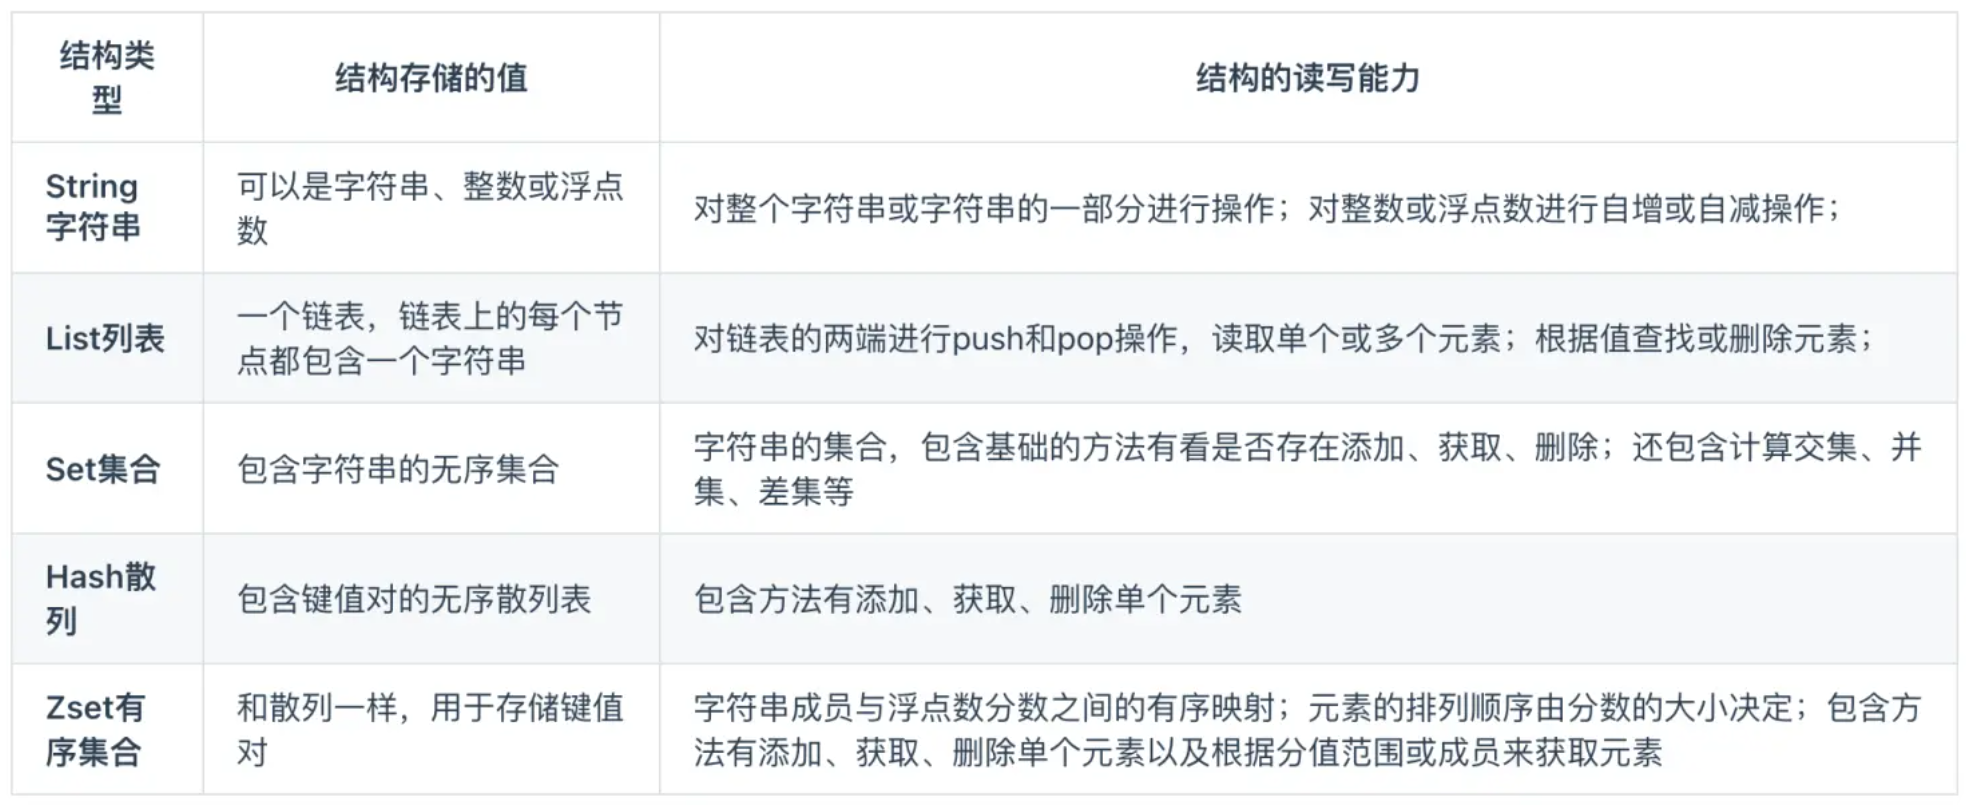 结构类
型
结构存储的值
结构的读写能力
String
字符串
可以是字符串、整数或浮点
数
对整个字符串或字符串的一部分进行操作；对整数或浮点数进行自增或自减操作；
List列表
一个链表，链表上的每个节
点都包含一个字符串
对链表的两端进行push和pop操作，读取单个或多个元素；根据值查找或删除元素；
Set集合
包含字符串的无序集合
字符串的集合，包含基础的方法有看是否存在添加、获取、删除；还包含计算交集、并
集、差集等
Hash散
列
包含键值对的无序散列表
包含方法有添加、获取、删除单个元素
Zset有
序集合
和散列一样，用于存储键值
对
字符串成员与浮点数分数之间的有序映射；元素的排列顺序由分数的大小决定；包含方
法有添加、获取、删除单个元素以及根据分值范围或成员来获取元素